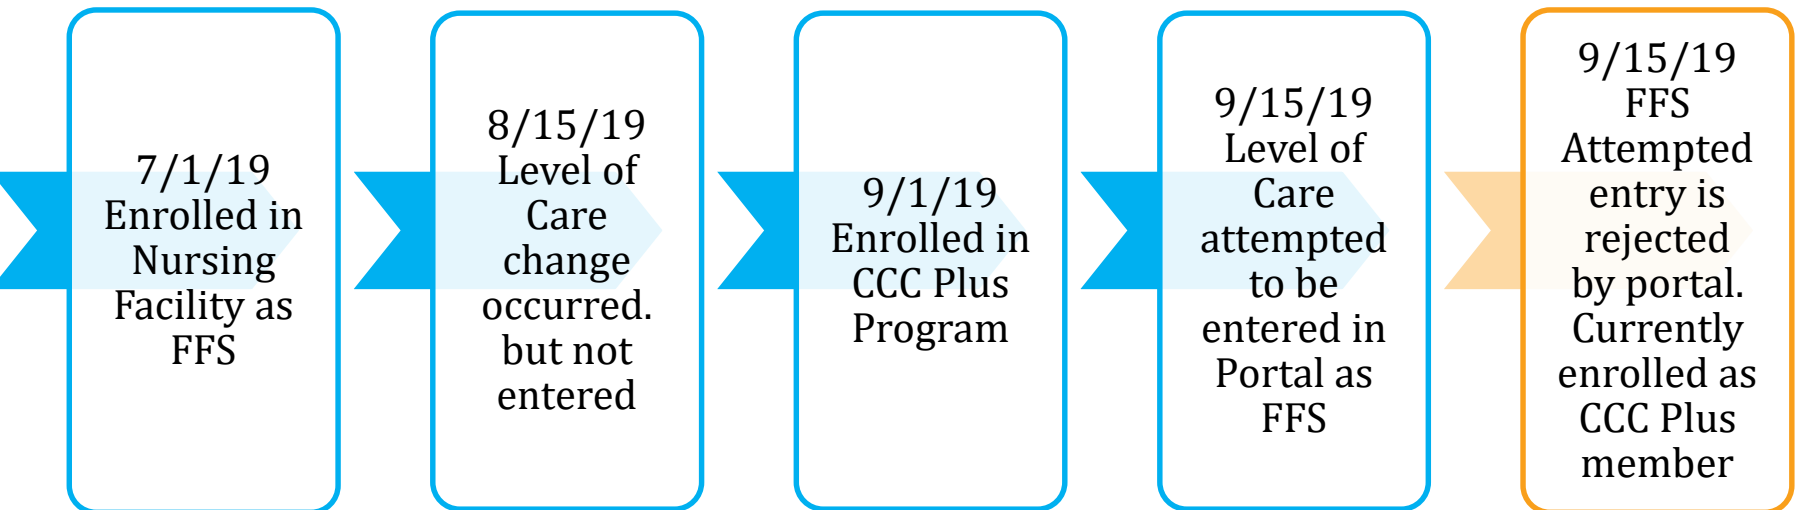 7/1/19
Enrolled in
Nursing
Facility as
FFS
8/15/19
Level of
Care
change
occurred.
but not
entered
9/1/19
Enrolled in
CCC Plus
Program
9/15/19
Level of
Care
attempted
to be
entered in
Portal as
FFS
9/15/19
FFS
Attempted
entry is
rejected
by portal.
Currently
enrolled as
CCC Plus
member